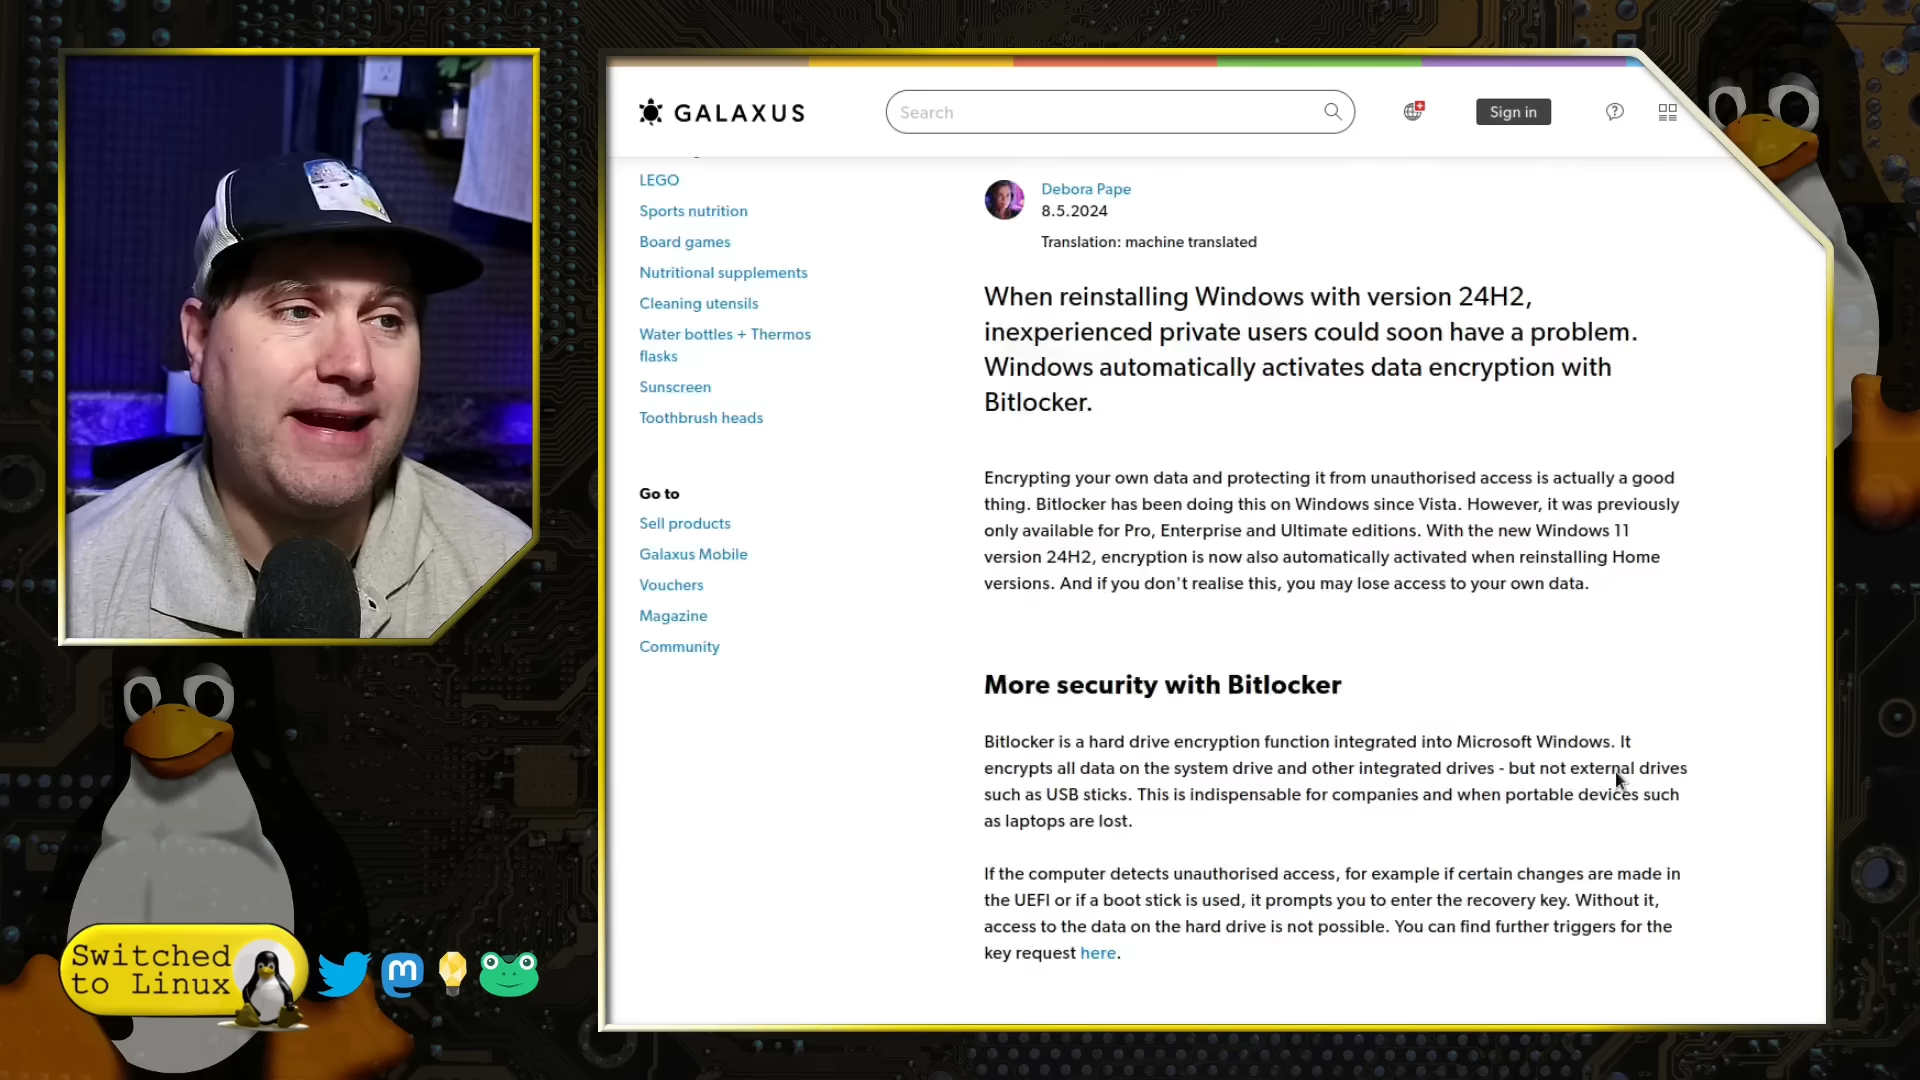 GALAXUS
Search
Sign in
LEGO
Sports nutrition
Board games
Nutritional supplements
Cleaning utensils
Water bottles + Thermos
flasks
Sunscreen
Toothbrush heads
Go to
Sell products
Galaxus Mobile
Vouchers
Magazine
Community
Debora Pape
8.5.2024
Translation: machine translated
When reinstalling Windows with version 24H2,
inexperienced private users could soon have a problem.
Windows automatically activates data encryption with
Bitlocker.
Encrypting your own data and protecting it from unauthorised access is actually a good
thing. Bitlocker has been doing this on Windows since Vista. However, it was previously
only available for Pro, Enterprise and Ultimate editions. With the new Windows 11
version 24H2, encryption is now also automatically activated when reinstalling Home
versions. And if you don't realise this, you may lose access to your own data.
More security with Bitlocker
Bitlocker is a hard drive encryption function integrated into Microsoft Windows. It
encrypts all data on the system drive and other integrated drives - but not external drives
such as USB sticks. This is indispensable for companies and when portable devices such
as laptops are lost.
If the computer detects unauthorised access, for example if certain changes are made in
the UEFI or if a boot stick is used, it prompts you to enter the recovery key. Without it,
access to the data on the hard drive is not possible. You can find further triggers for the
key request here.
Switched
to Linux